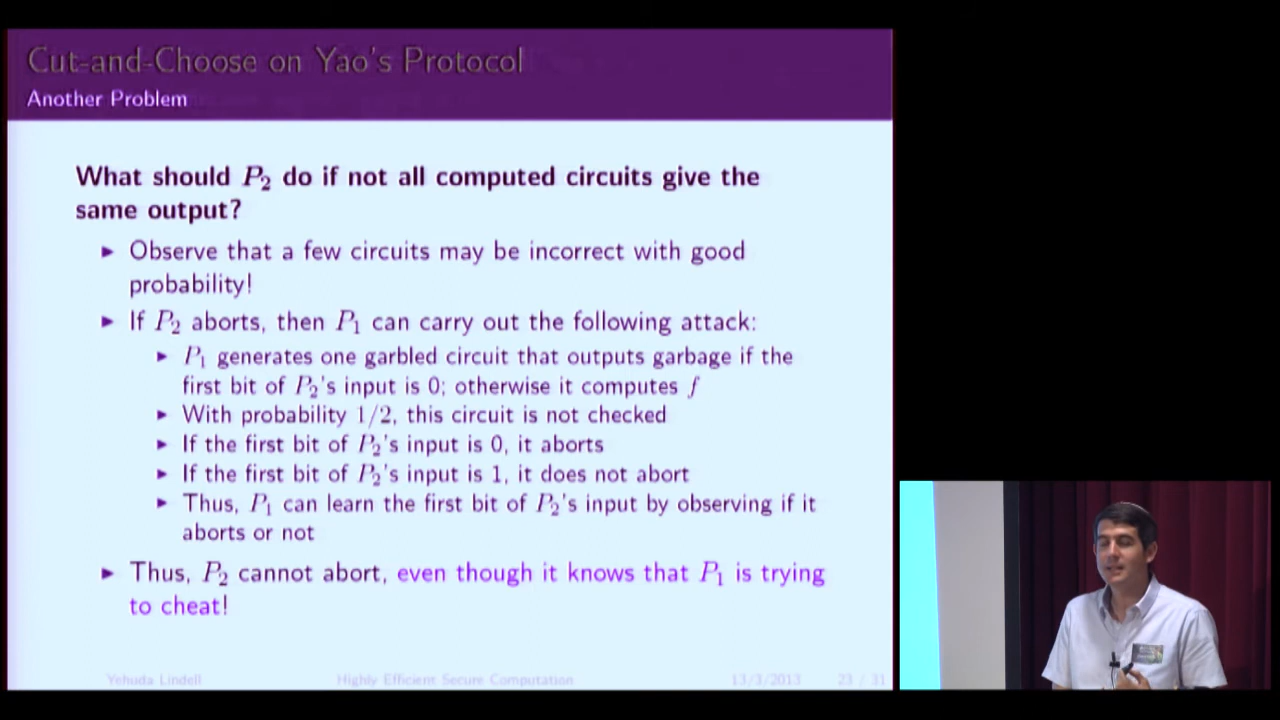 Cut-and-Choose on Yao's Protocol
Another Problem
What should P₂ do if not all computed circuits give the
same output?
► Observe that a few circuits may be incorrect with good
probability!
► If P₂ aborts, then P₁ can carry out the following attack:
► P₁ generates one garbled circuit that outputs garbage if the
first bit of P₂'s input is 0; otherwise it computes f
► With probability 1/2, this circuit is not checked
► If the first bit of P₂'s input is 0, it aborts
► If the first bit of P₂'s input is 1, it does not abort
► Thus, P₁ can learn the first bit of P₂'s input by observing if it
aborts or not
► Thus, P₂ cannot abort, even though it knows that P₁ is trying
to cheat!
Yehuda Lindell Highly Efficient Secure Computation 13/3/2013 23 / 31